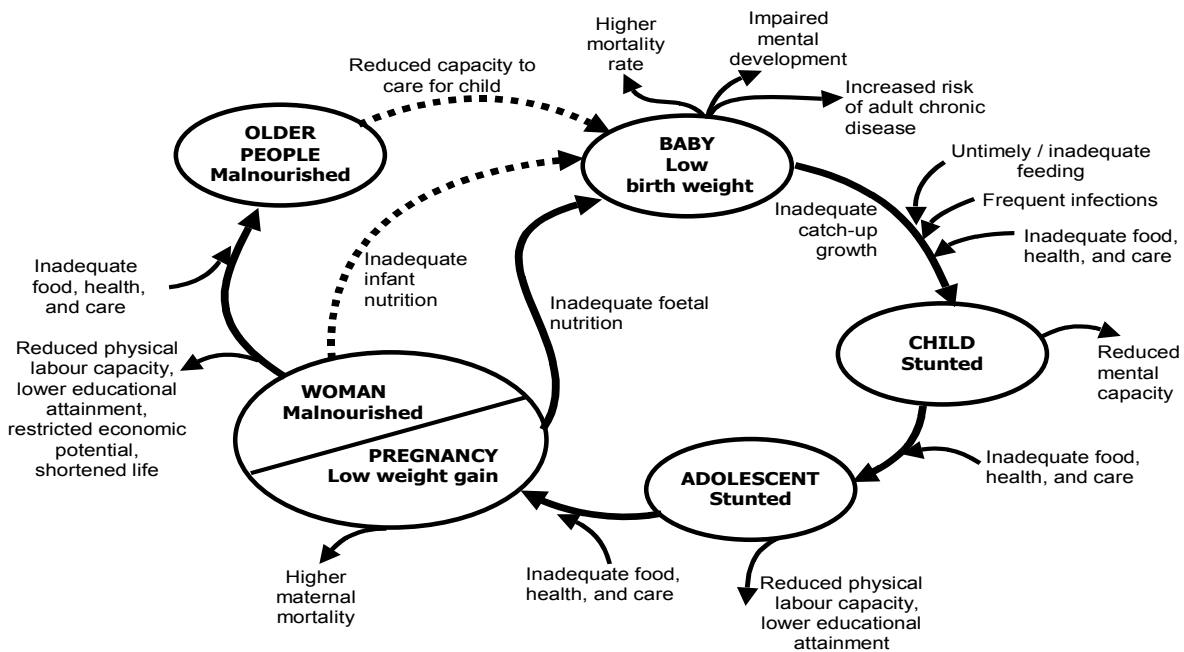 Higher
mortality
rate
Impaired
mental
development
Increased risk
of adult chronic
disease
Reduced capacity to
care for child
OLDER
PEOPLE
Malnourished
BABY
Low
birth weight
Untimely / inadequate
feeding
Frequent infections
Inadequate food,
health, and care
Inadequate
catch-up
growth
Inadequate
food, health,
and care
Inadequate
infant
nutrition
Inadequate foetal
nutrition
CHILD
Stunted
Reduced
mental
capacity
Reduced physical
labour capacity,
lower educational
attainment,
restricted economic
potential,
shortened life
WOMAN
Malnourished
PREGNANCY
Low weight gain
ADOLESCENT
Stunted
Inadequate food,
health, and care
Higher
maternal
mortality
Inadequate food,
health, and care
Reduced physical
labour capacity,
lower educational
attainment